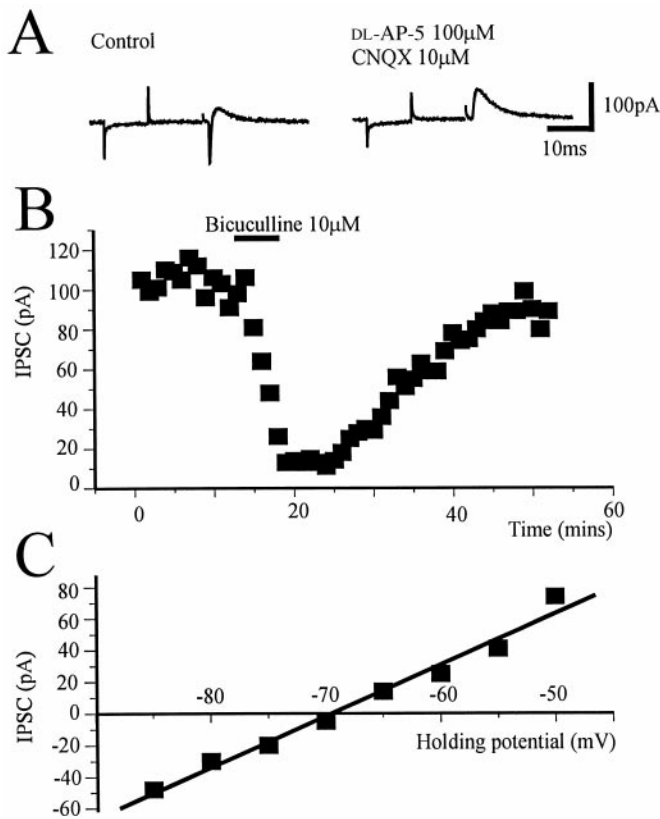 A
Control
DL-AP-5 100µM
CNQX 10µM
100pA
10ms
B
Bicuculline 10µM
120
100
80
60
40
20
0
IPSC (pA)
0 20 40 60
Time (mins)
C
80
60
40
20
0
-20
-40
-60
IPSC (pA)
-80 -70 -60 -50
Holding potential (mV)